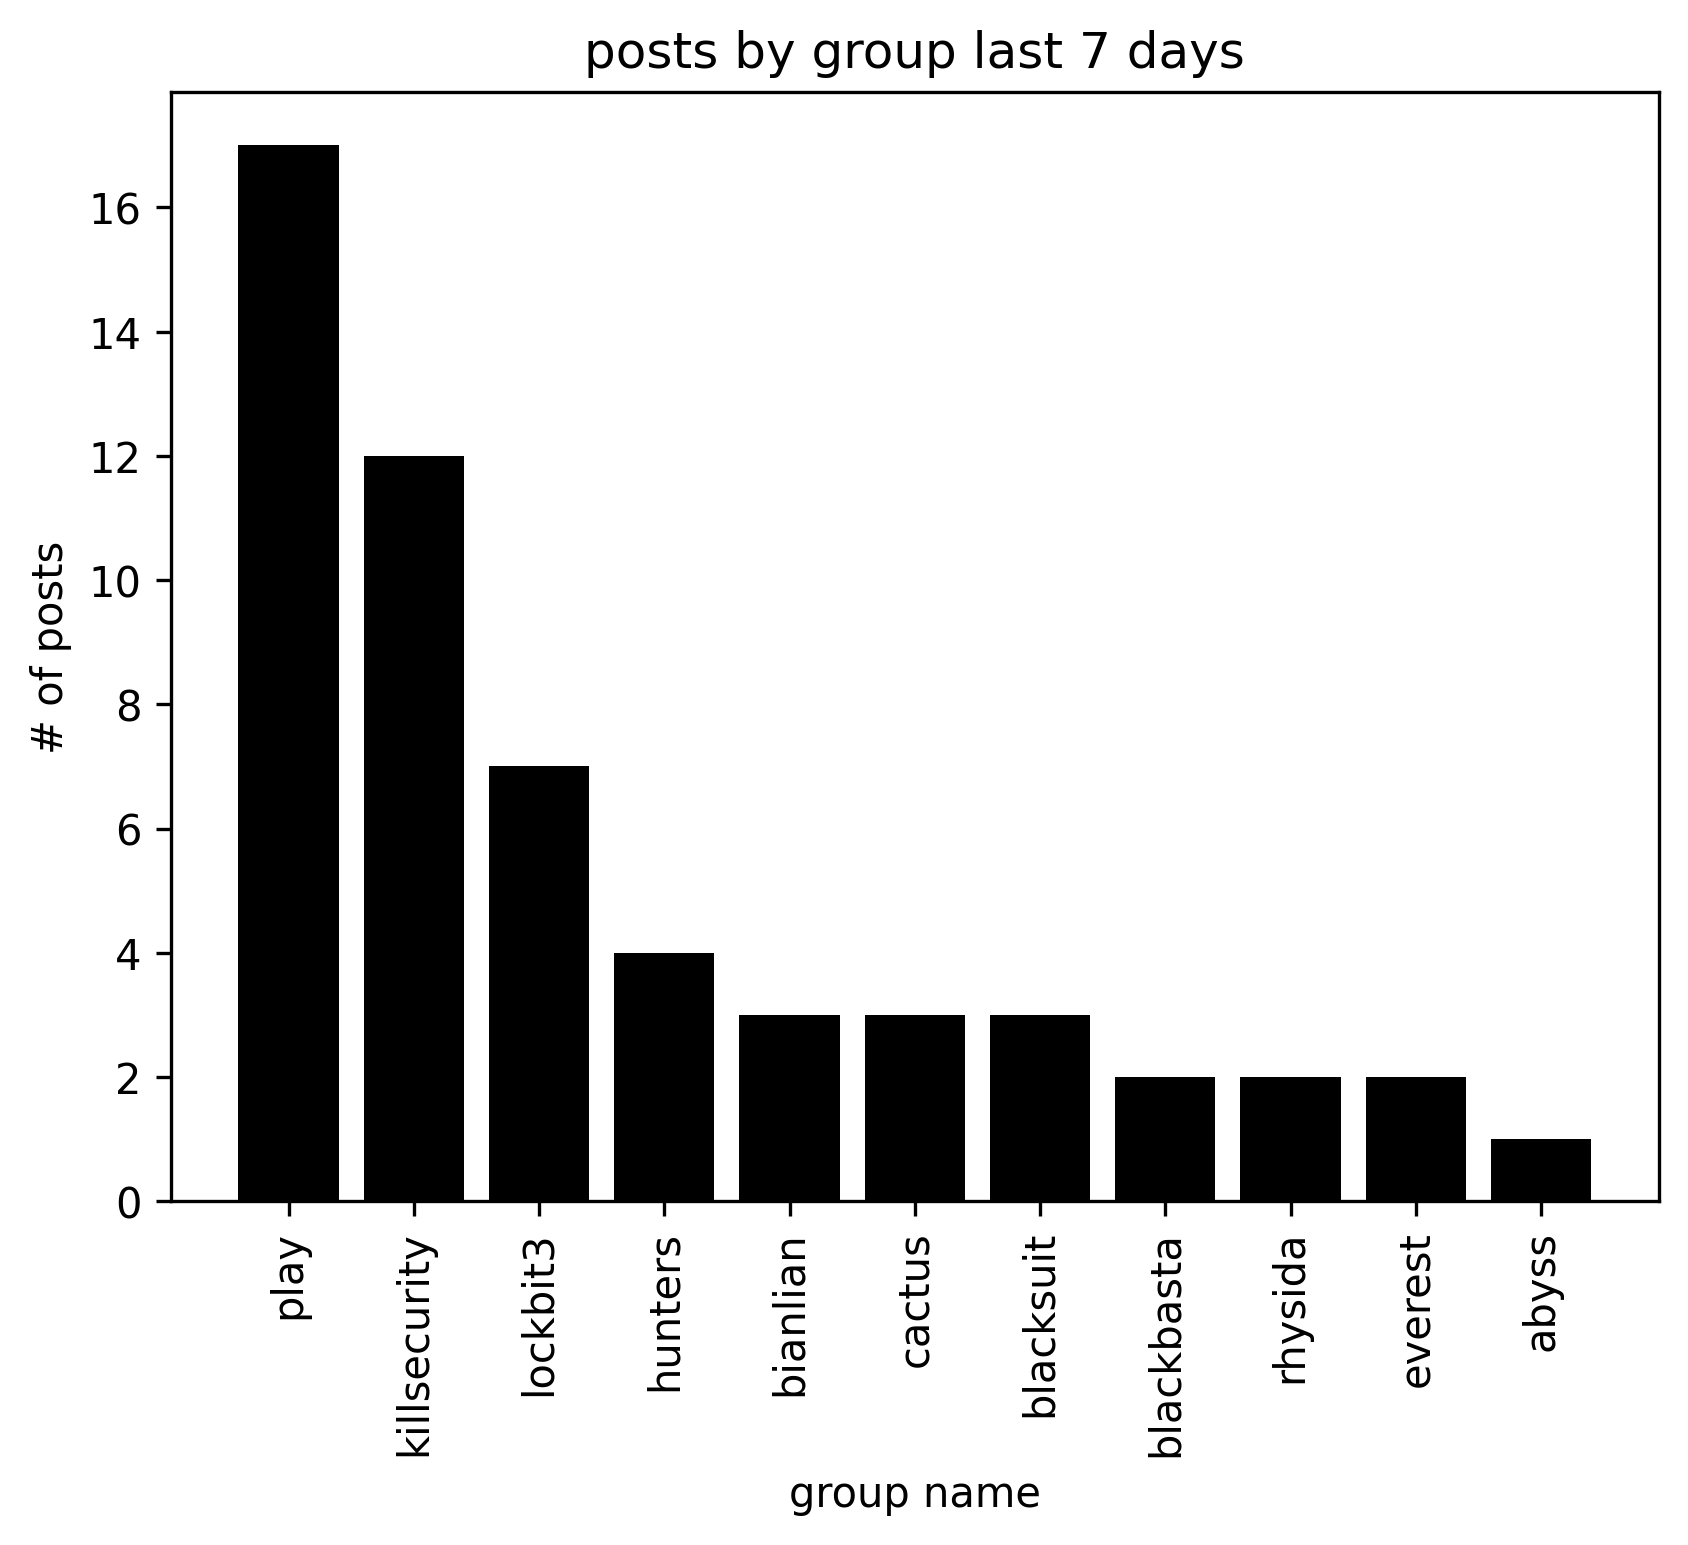 posts by group last 7 days
# of posts
16
14
12
10
8
6
4
2
0
play
killsecurity
lockbit3
hunters
bianlian
cactus
blacksuit
blackbasta
rhysida
everest
abyss
group name